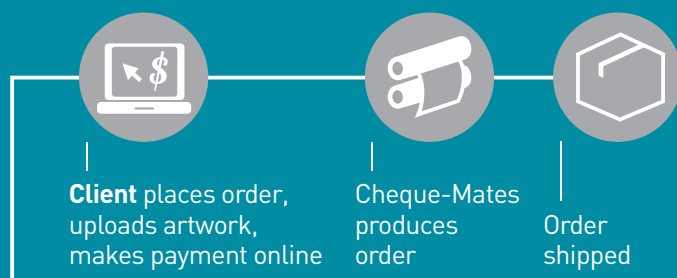 $
Client places order,
uploads artwork,
makes payment online
Cheque-Mates
produces
order
Order
shipped